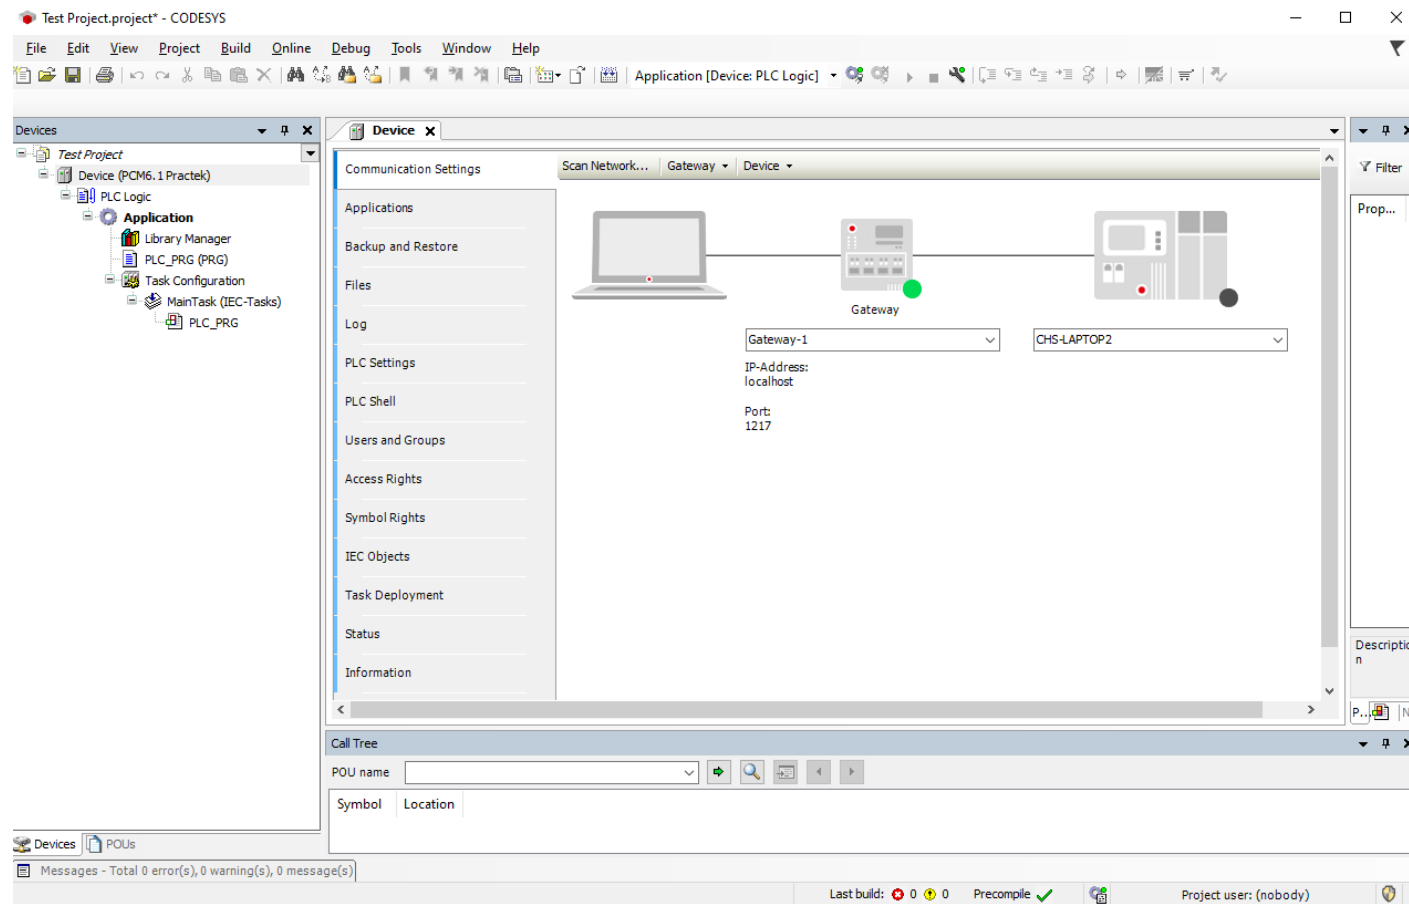 Test Project.project* - CODESYS
File Edit View Project Build Online Debug Tools Window Help
Application [Device: PLC Logic]
Devices
Test Project
Device (PCM6.1 Practek)
PLC Logic
Application
Library Manager
PLC_PRG (PRG)
Task Configuration
MainTask (IEC-Tasks)
PLC_PRG
Devices
POUs
Device
Communication Settings
Applications
Backup and Restore
Files
Log
PLC Settings
PLC Shell
Users and Groups
Access Rights
Symbol Rights
IEC Objects
Task Deployment
Status
Information
Scan Network... Gateway Device
Gateway
Gateway-1
IP-Address:
localhost
Port:
1217
CHS-LAPTOP2
Filter
Prop...
Descriptio
n
P...
N
Call Tree
POU name
Symbol Location
Messages - Total 0 error(s), 0 warning(s), 0 message(s)
Last build: 0 0 Precompile Project user: (nobody)